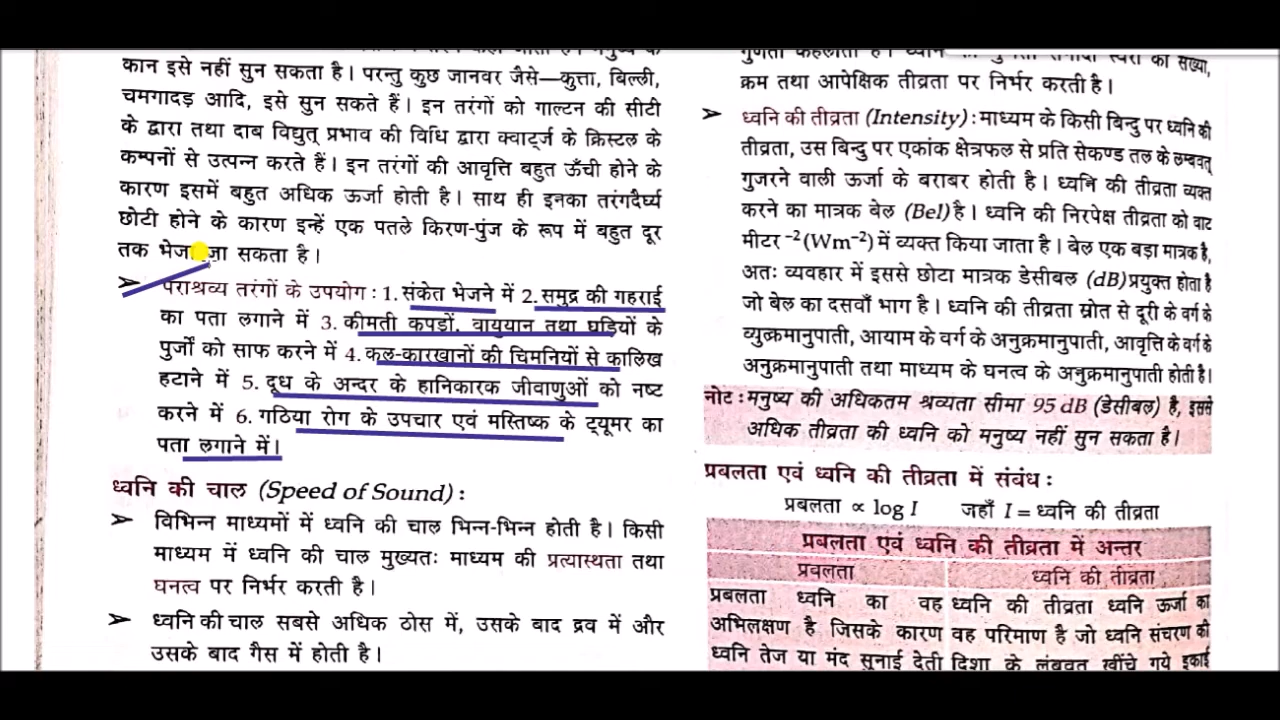 कान इसे नहीं सुन सकता है। परन्तु कुछ जानवर जैसे—कुत्ता, बिल्ली,
चमगादड़ आदि, इसे सुन सकते हैं। इन तरंगों को गाल्टन की सीटी
के द्वारा तथा दाब विद्युत् प्रभाव की विधि द्वारा क्वार्ट्ज के क्रिस्टल के
कम्पनों से उत्पन्न करते हैं। इन तरंगों की आवृत्ति बहुत ऊँची होने के
कारण इसमें बहुत अधिक ऊर्जा होती है। साथ ही इनका तरंगदैर्घ्य
छोटी होने के कारण इन्हें एक पतले किरण-पुंज के रूप में बहुत दूर
तक भेजा जा सकता है।
➤ पराश्रव्य तरंगों के उपयोग : 1. संकेत भेजने में 2. समुद्र की गहराई
का पता लगाने में 3. कीमती कपड़ों, वायुयान तथा घड़ियों के
पुर्जों को साफ करने में 4. कल-कारखानों की चिमनियों से कालिख
हटाने में 5. दूध के अन्दर के हानिकारक जीवाणुओं को नष्ट
करने में 6. गठिया रोग के उपचार एवं मस्तिष्क के ट्यूमर का
पता लगाने में।
ध्वनि की चाल (Speed of Sound) :
➤ विभिन्न माध्यमों में ध्वनि की चाल भिन्न-भिन्न होती है। किसी
माध्यम में ध्वनि की चाल मुख्यतः माध्यम की प्रत्यास्थता तथा
घनत्व पर निर्भर करती है।
➤ ध्वनि की चाल सबसे अधिक ठोस में, उसके बाद द्रव में और
उसके बाद गैस में होती है।
क्रम तथा आपेक्षिक तीव्रता पर निर्भर करती है।
➤ ध्वनि की तीव्रता (Intensity) : माध्यम के किसी बिन्दु पर ध्वनि की
तीव्रता, उस बिन्दु पर एकांक क्षेत्रफल से प्रति सेकण्ड तल के लम्बवत्
गुजरने वाली ऊर्जा के बराबर होती है। ध्वनि की तीव्रता व्यक्त
करने का मात्रक बेल (Bel) है। ध्वनि की निरपेक्ष तीव्रता को वाट
मीटर⁻² (Wm⁻²) में व्यक्त किया जाता है। बेल एक बड़ा मात्रक है,
अतः व्यवहार में इससे छोटा मात्रक डेसीबल (dB) प्रयुक्त होता है
जो बेल का दसवाँ भाग है। ध्वनि की तीव्रता स्रोत से दूरी के वर्ग के
व्युत्क्रमानुपाती, आयाम के वर्ग के अनुक्रमानुपाती, आवृत्ति के वर्ग के
अनुक्रमानुपाती तथा माध्यम के घनत्व के अनुक्रमानुपाती होती है।
नोट : मनुष्य की अधिकतम श्रव्यता सीमा 95 dB (डेसीबल) है, इससे
अधिक तीव्रता की ध्वनि को मनुष्य नहीं सुन सकता है।
प्रबलता एवं ध्वनि की तीव्रता में संबंध :
प्रबलता ∝ log I जहाँ I = ध्वनि की तीव्रता
प्रबलता एवं ध्वनि की तीव्रता में अन्तर
प्रबलता
प्रबलता ध्वनि का वह
अभिलक्षण है जिसके कारण
ध्वनि तेज या मंद सुनाई देती
ध्वनि की तीव्रता
ध्वनि की तीव्रता ध्वनि ऊर्जा का
वह परिमाण है जो ध्वनि संचरण की
दिशा के लंबवत् खींचे गये इकाई